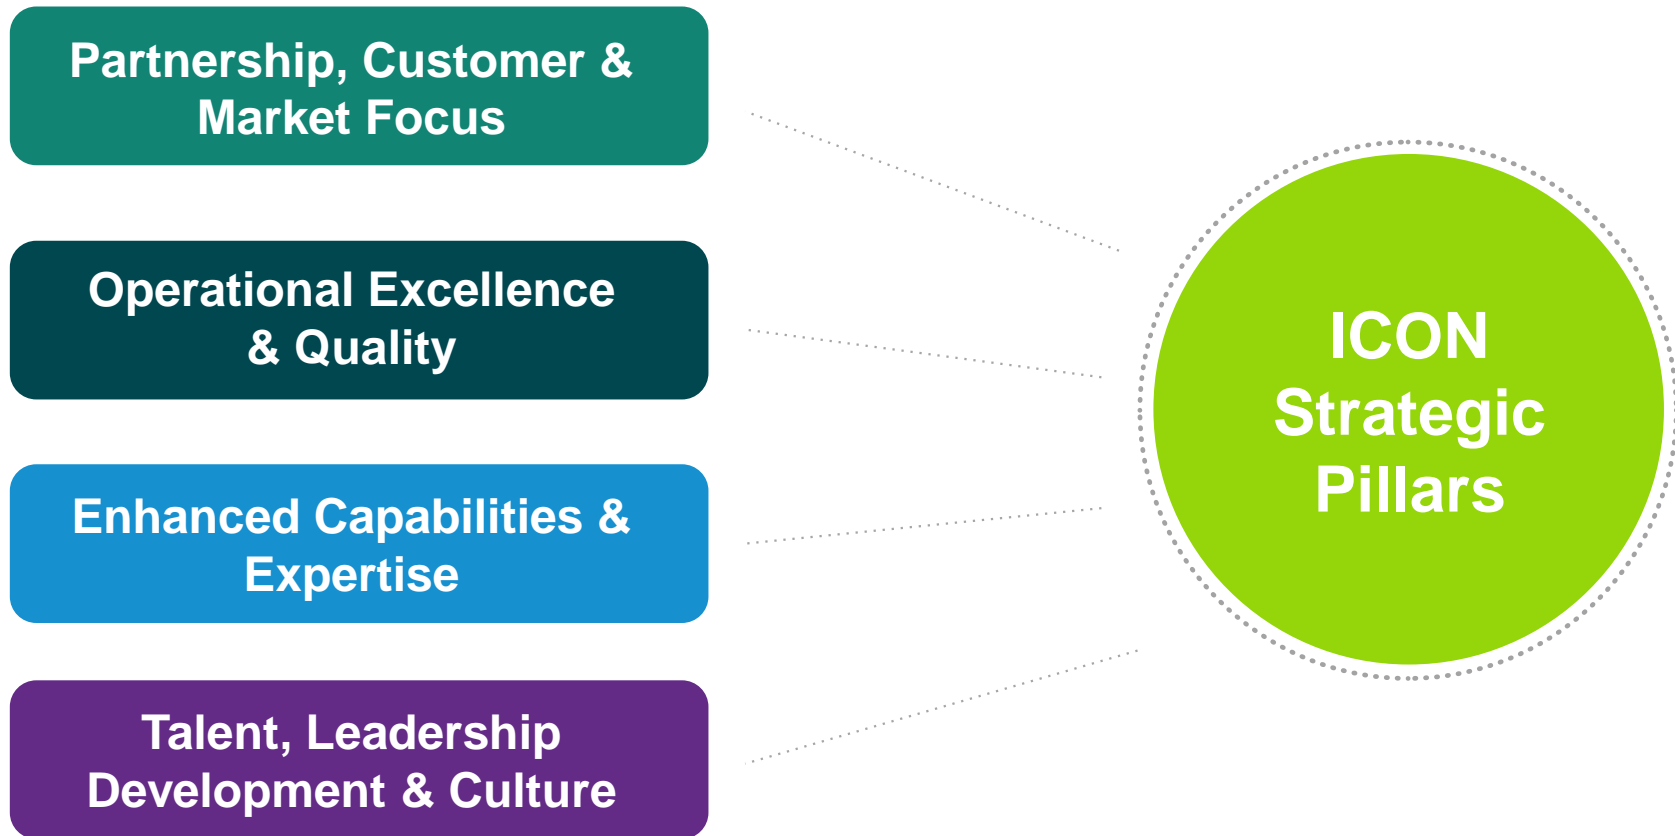 Partnership, Customer &
Market Focus
Operational Excellence
& Quality
Enhanced Capabilities &
Expertise
Talent, Leadership
Development & Culture
ICON
Strategic
Pillars